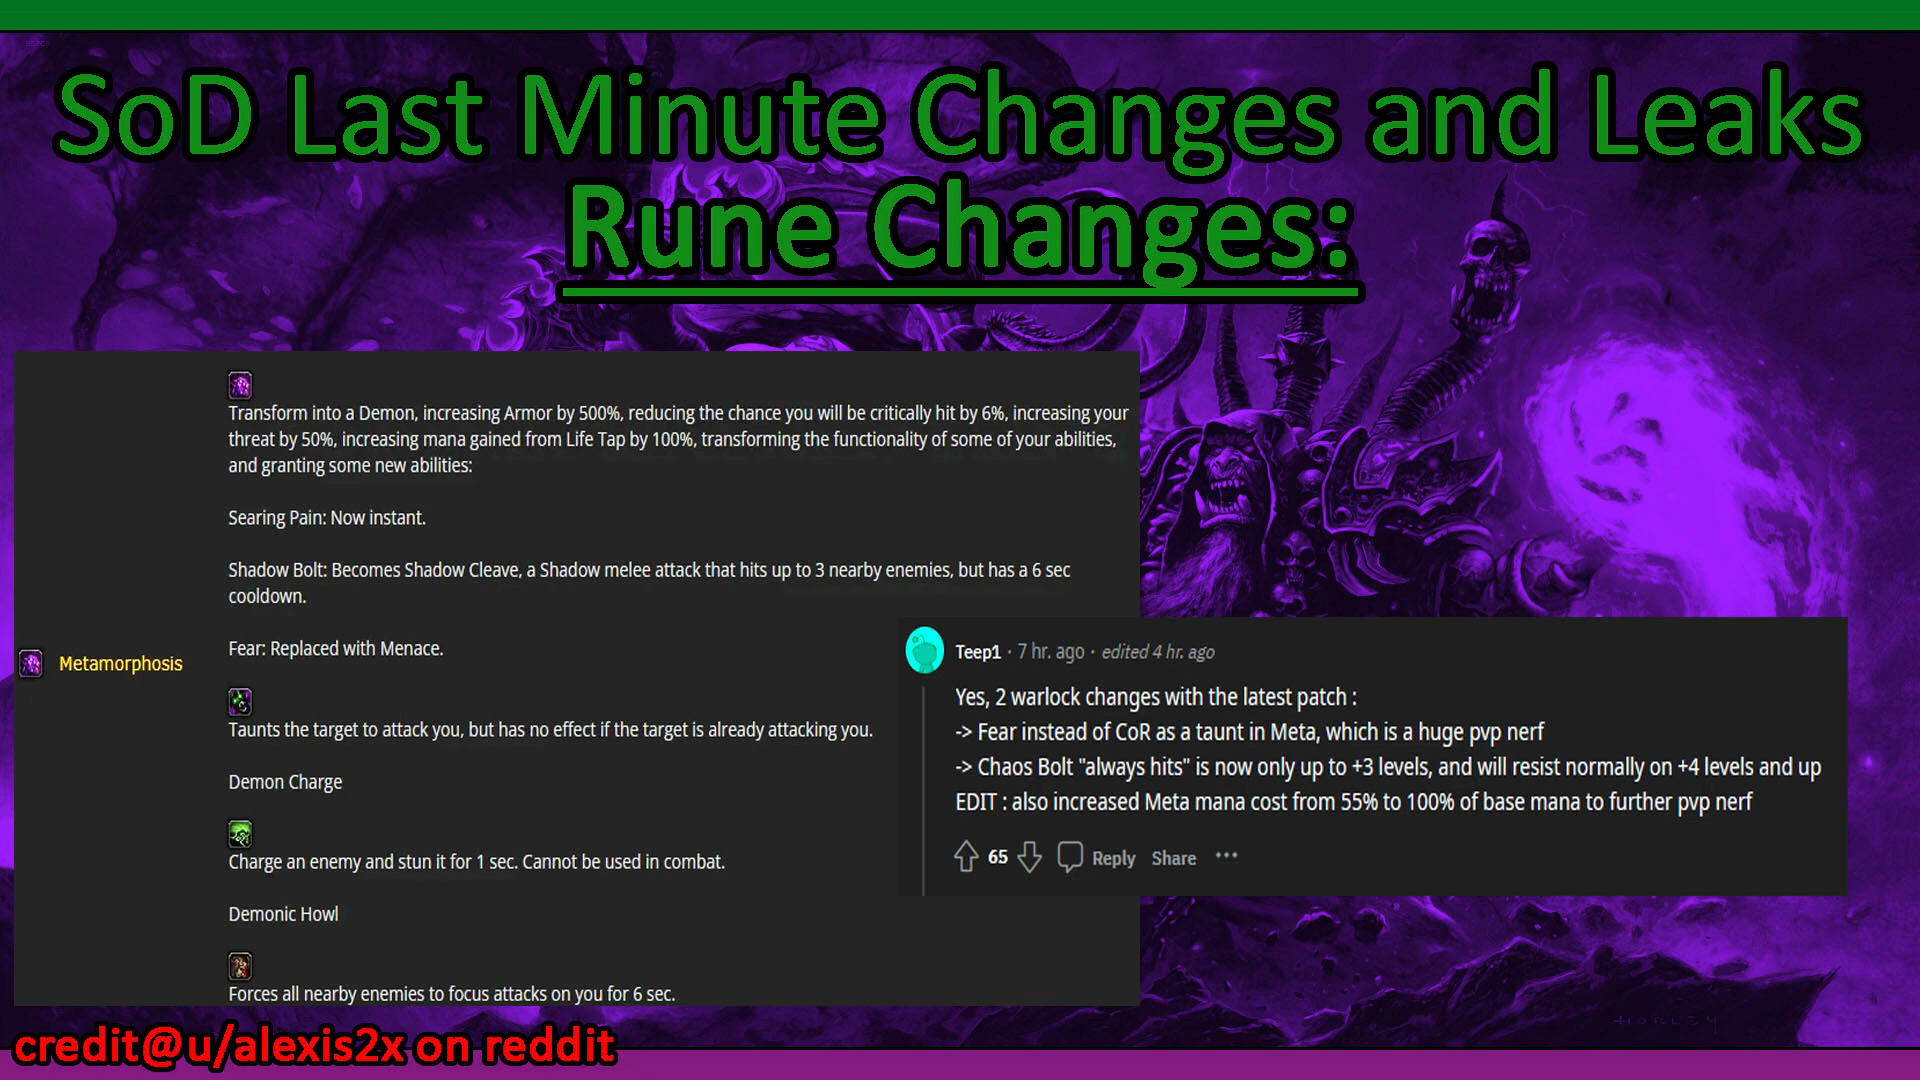 SoD Last Minute Changes and Leaks
Rune Changes:
Transform into a Demon, increasing Armor by 500%, reducing the chance you will be critically hit by 6%, increasing your
threat by 50%, increasing mana gained from Life Tap by 100%, transforming the functionality of some of your abilities,
and granting some new abilities:
Searing Pain: Now instant.
Shadow Bolt: Becomes Shadow Cleave, a Shadow melee attack that hits up to 3 nearby enemies, but has a 6 sec
cooldown.
Fear: Replaced with Menace.
Metamorphosis
Taunts the target to attack you, but has no effect if the target is already attacking you.
Demon Charge
Charge an enemy and stun it for 1 sec. Cannot be used in combat.
Demonic Howl
Forces all nearby enemies to focus attacks on you for 6 sec.
Teep1 · 7 hr. ago · edited 4 hr. ago
Yes, 2 warlock changes with the latest patch :
-> Fear instead of CoR as a taunt in Meta, which is a huge pvp nerf
-> Chaos Bolt "always hits" is now only up to +3 levels, and will resist normally on +4 levels and up
EDIT : also increased Meta mana cost from 55% to 100% of base mana to further pvp nerf
65 Reply Share ···
HORLEY
credit@u/alexis2x on reddit